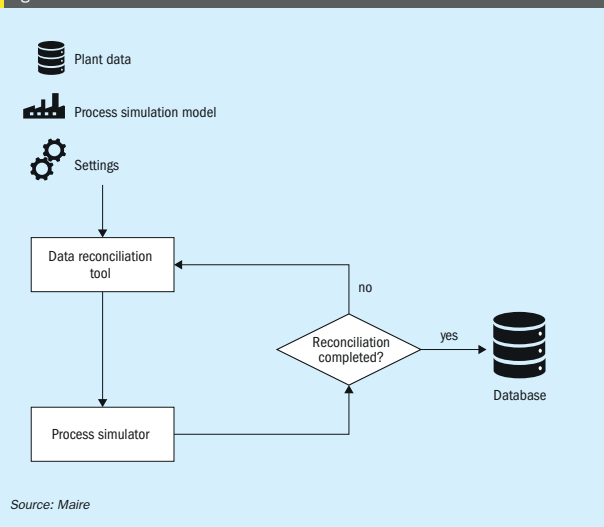 Plant data
Process simulation model
Settings
Data reconciliation
tool
no
Reconciliation
completed?
yes
Database
Process simulator
Source: Maire